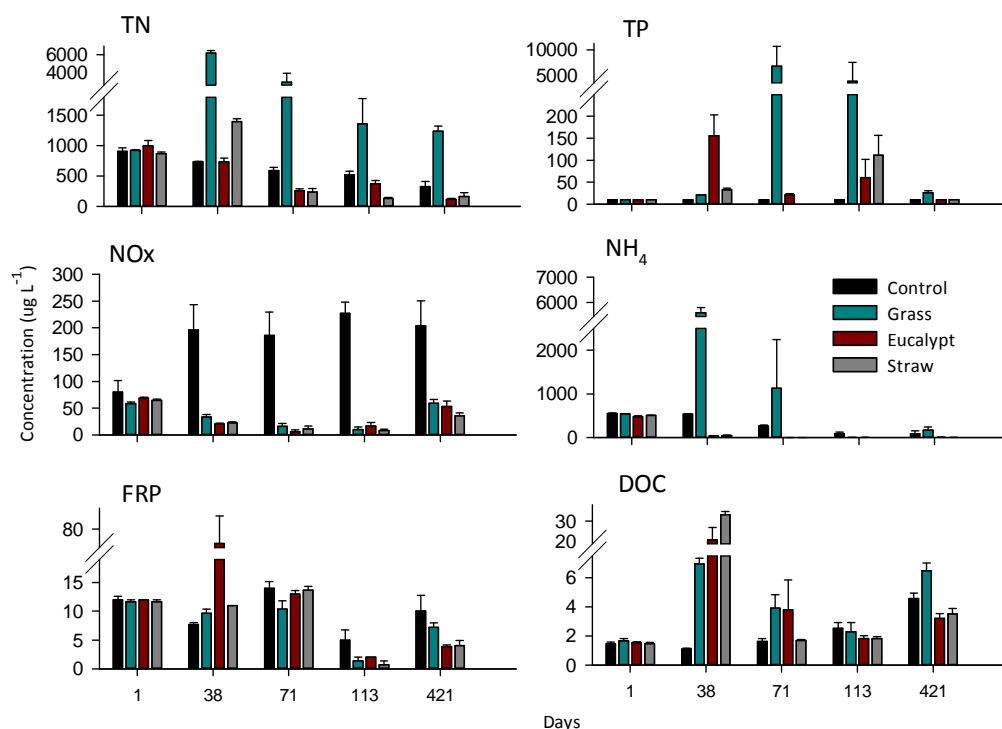 TN
6000
4000
1500
1000
500
0
TP
10000
5000
200
150
100
50
0
NOx
300
250
200
150
100
50
0
Concentration (ug L⁻¹)
NH₄
7000
6000
2000
1000
0
Control
Grass
Eucalypt
Straw
FRP
80
15
10
5
0
1 38 71 113 421
DOC
30
20
6
4
2
0
1 38 71 113 421
Days